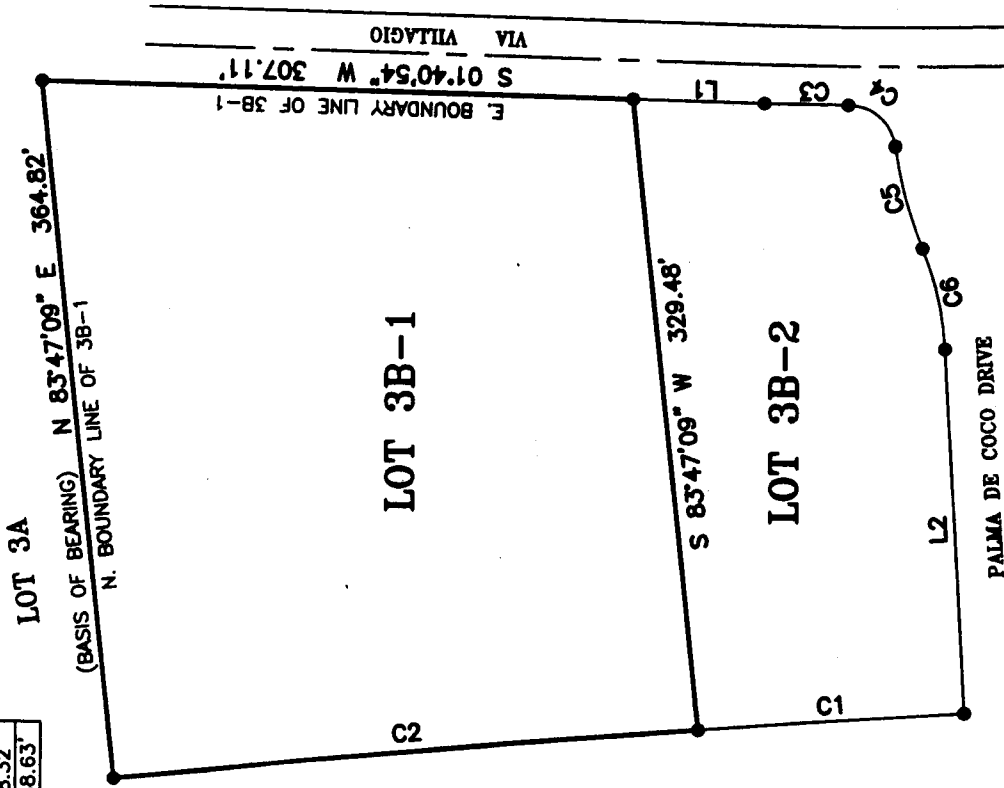 VIA VILLAGIO
S 01°40'54" W 307.11'
E. BOUNDARY LINE OF 3B-1
LOT 3A
(BASIS OF BEARING) N 83°47'09" E 364.82'
N. BOUNDARY LINE OF 3B-1
L1
C3
C5
C6
LOT 3B-1
S 83°47'09" W 329.48'
LOT 3B-2
L2
PALMA DE COCO DRIVE
C2
C1
8.63'